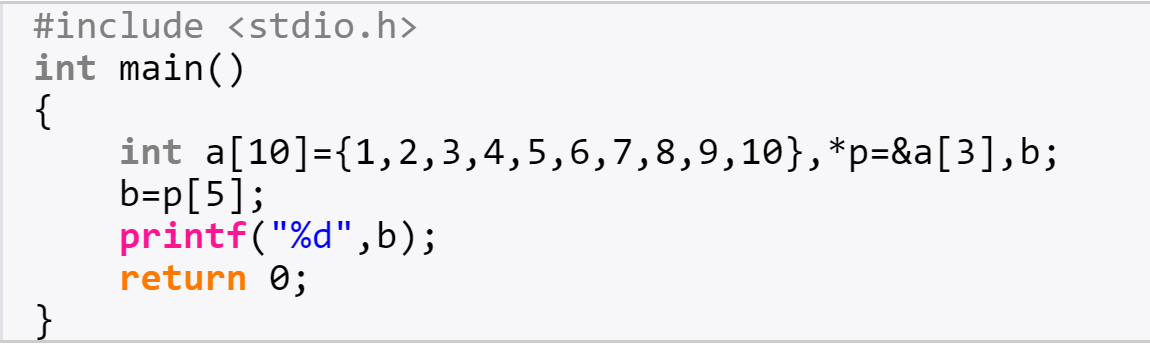 #include <stdio.h>
int main()
{
    int a[10]={1,2,3,4,5,6,7,8,9,10},*p=&a[3],b;
    b=p[5];
    printf("%d",b);
    return 0;
}